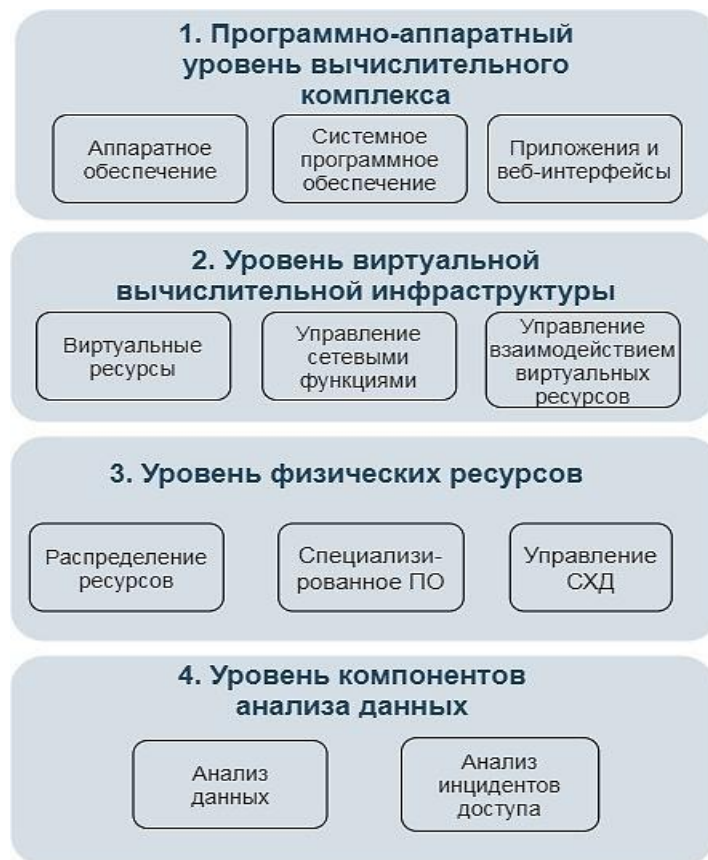 1. Программно-аппаратный
уровень вычислительного
комплекса
Аппаратное
обеспечение
Системное
программное
обеспечение
Приложения и
веб-интерфейсы
2. Уровень виртуальной
вычислительной инфраструктуры
Виртуальные
ресурсы
Управление
сетевыми
функциями
Управление
взаимодействием
виртуальных
ресурсов
3. Уровень физических ресурсов
Распределение
ресурсов
Специализи-
рованное ПО
Управление
СХД
4. Уровень компонентов
анализа данных
Анализ
данных
Анализ
инцидентов
доступа